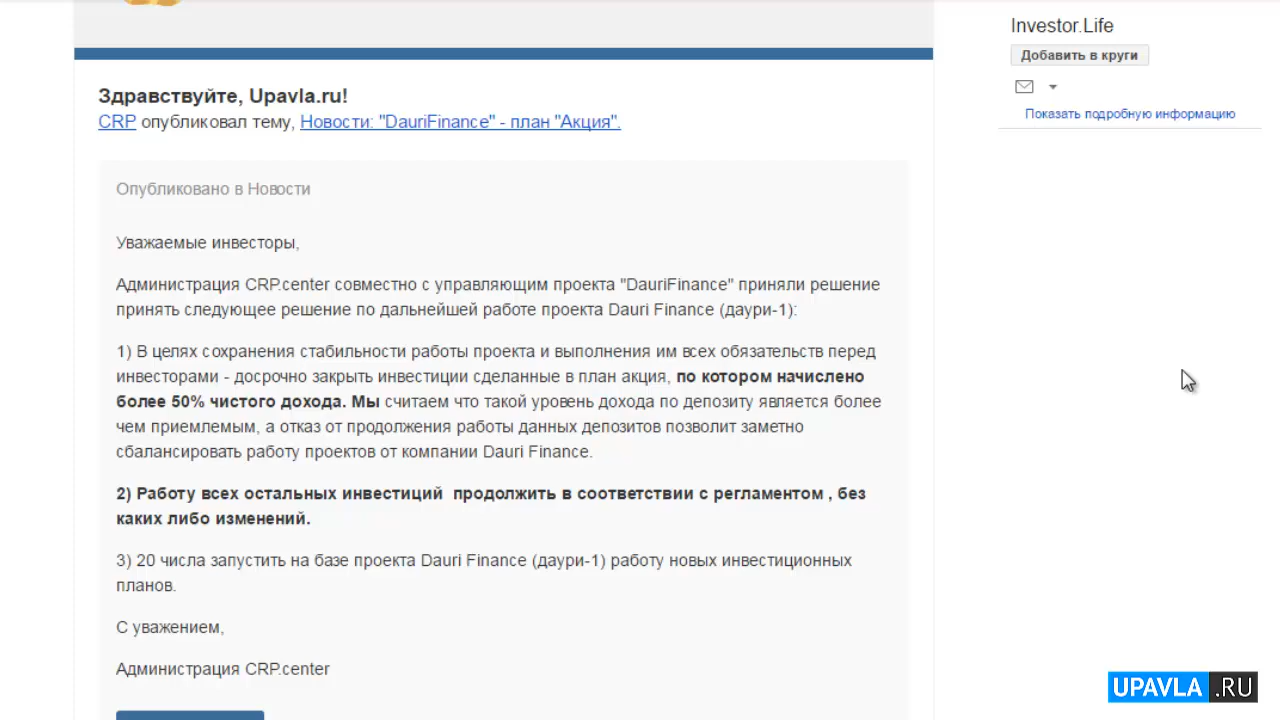 Investor.Life
Добавить в круги
Показать подробную информацию
Здравствуйте, Upavla.ru!
CRP опубликовал тему, Новости: "DauriFinance" - план "Акция".
Опубликовано в Новости
Уважаемые инвесторы,
Администрация CRP.center совместно с управляющим проекта "DauriFinance" приняли решение
принять следующее решение по дальнейшей работе проекта Dauri Finance (даури-1):
1) В целях сохранения стабильности работы проекта и выполнения им всех обязательств перед
инвесторами - досрочно закрыть инвестиции сделанные в план акция, по котором начислено
более 50% чистого дохода. Мы считаем что такой уровень дохода по депозиту является более
чем приемлемым, а отказ от продолжения работы данных депозитов позволит заметно
сбалансировать работу проектов от компании Dauri Finance.
2) Работу всех остальных инвестиций  продолжить в соответствии с регламентом , без
каких либо изменений.
3) 20 числа запустить на базе проекта Dauri Finance (даури-1) работу новых инвестиционных
планов.
С уважением,
Администрация CRP.center
UPAVLA .RU